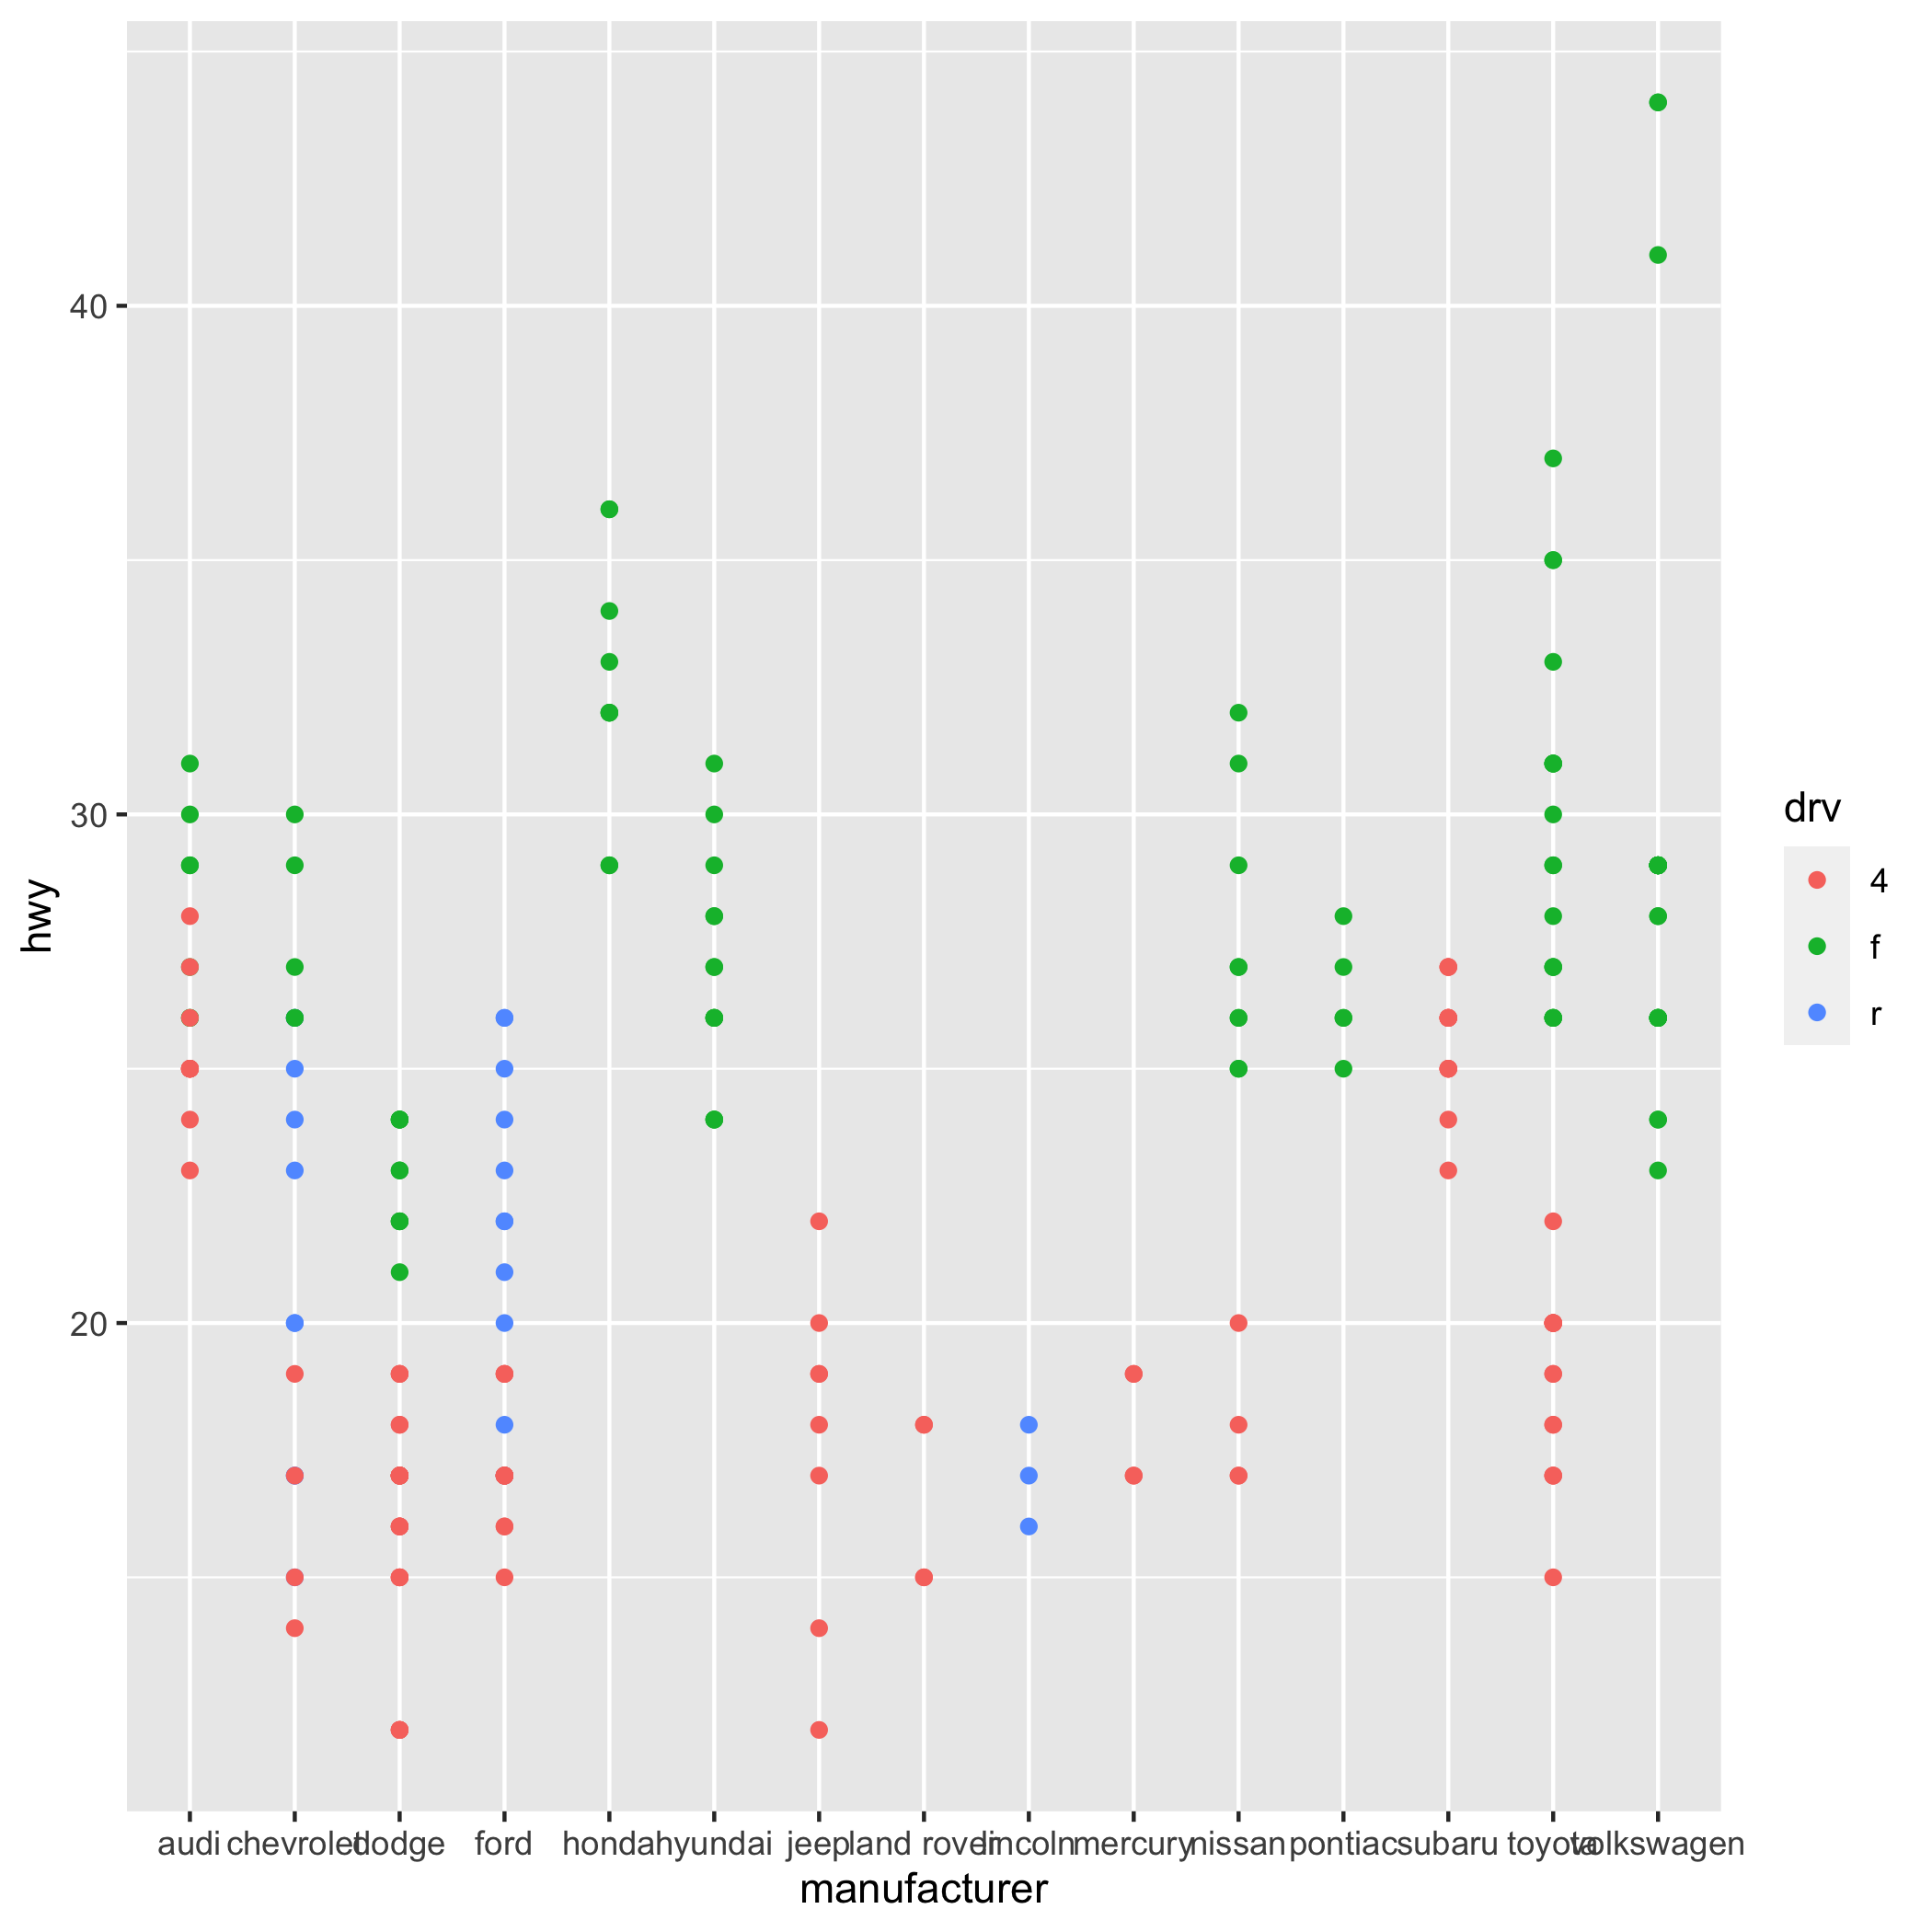 hwy
40
30
20
audi chevrolet dodge ford honda hyundai jeep land rover lincoln mercury nissan pontiac subaru toyota volkswagen
manufacturer
drv
4
f
r